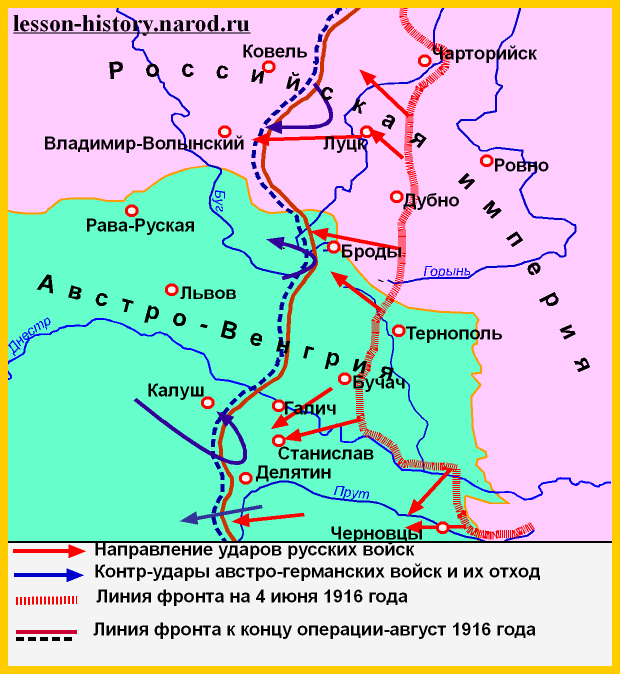 lesson-history.narod.ru
Российская империя
Ковель
Чарторийск
Владимир-Волынский
Луцк
Ровно
Буг
Дубно
Рава-Руская
Броды
Горынь
Австро-Венгрия
Львов
Днестр
Тернополь
Бучач
Калуш
Галич
Станислав
Делятин
Прут
Черновцы
Направление ударов русских войск
Контр-удары австро-германских войск и их отход
Линия фронта на 4 июня 1916 года
Линия фронта к концу операции-август 1916 года